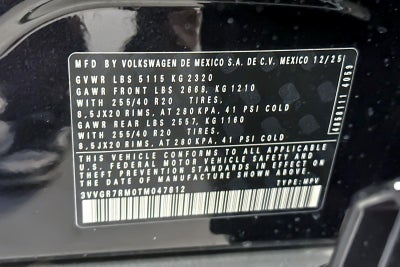 MFD BY VOLKSWAGEN DE MEXICO S.A. DE C.V. MEXICO 12/25
GVWR LBS 5115 KG 2320
GAWR FRONT LBS 2668, KG 1210
WITH 255/40 R20 TIRES,
8,5JX20 RIMS, AT 280 KPA, 41 PSI COLD
GAWR REAR LBS 2557, KG 1160
WITH 255/40 R20 TIRES,
8,5JX20 RIMS, AT 280 KPA, 41 PSI COLD
THIS VEHICLE CONFORMS TO ALL APPLICABLE
U.S. FEDERAL MOTOR VEHICLE SAFETY AND
THEFT PREVENTION STANDARDS IN EFFECT ON
THE DATE OF MANUFACTURE SHOWN ABOVE.
3VVGR7RM0TM047812 TYPE: MPV